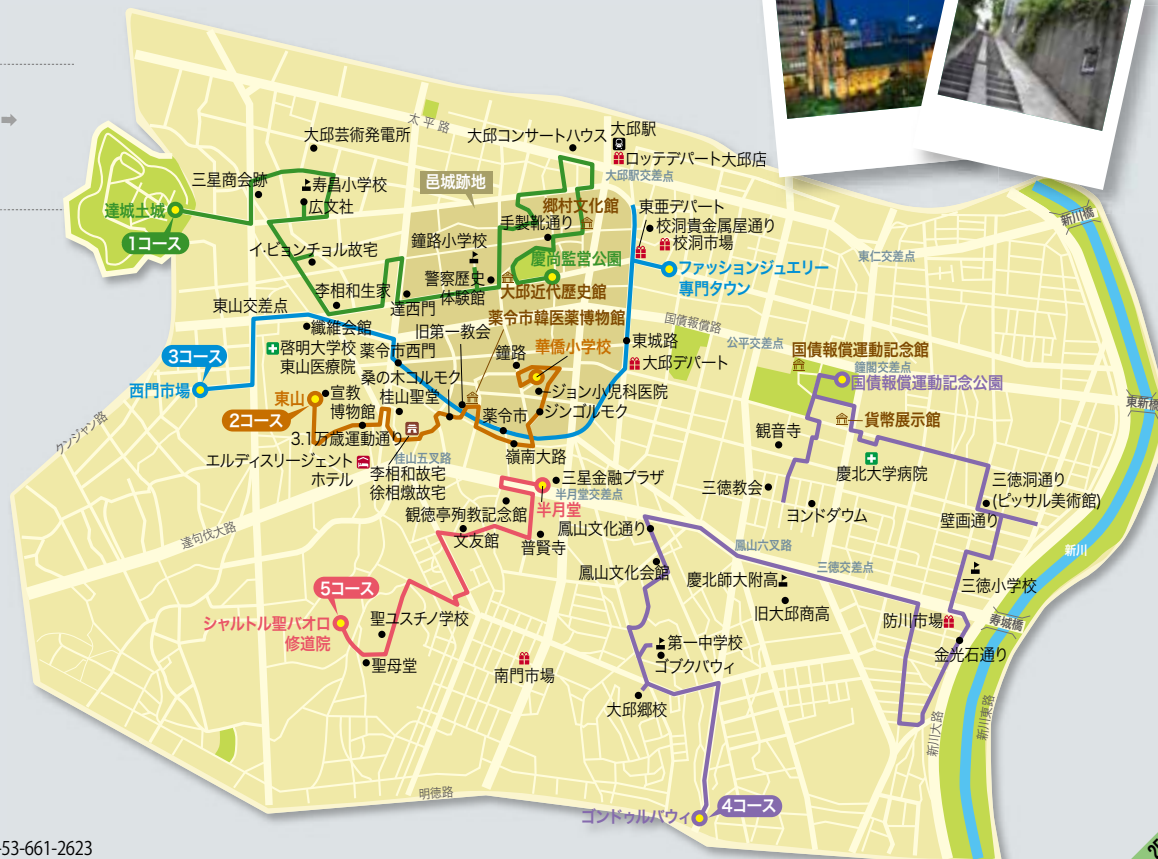 太平路
大邱芸術発電所
大邱コンサートハウス
大邱駅
ロッテデパート大邱店
大邱駅交差点
三星商会跡
寿昌小学校
広文社
邑城跡地
達城土城
1コース
郷村文化館
手製靴通り
東亜デパート
校洞貴金属屋通り
校洞市場
新川橋
イ・ビョンチョル故宅
鐘路小学校
慶尚監営公園
ファッションジュエリー
専門タウン
東仁交差点
警察歴史
体験館
大邱近代歴史館
李相和生家
達西門
東山交差点
薬令市韓医薬博物館
国債報償路
繊維会館
旧第一教会
東城路
公平交差点
3コース
啓明大学校
東山医療院
薬令市西門
鐘路
華僑小学校
大邱デパート
国債報償運動記念館
鐘閣交差点
国債報償運動記念公園
西門市場
桑の木コルモク
東山
宣教
博物館
桂山聖堂
ジョン小児科医院
ジンゴルモク
東新橋
2コース
薬令市
貨幣展示館
クンジャン路
3.1万歳運動通り
観音寺
エルディスリージェント
ホテル
桂山五叉路
嶺南大路
李相和故宅
徐相燉故宅
三星金融プラザ
半月堂交差点
半月堂
慶北大学病院
三徳教会
三徳洞通り
(ピッサル美術館)
壁画通り
ヨンドダウム
観徳亭殉教記念館
鳳山文化通り
達句伐大路
文友館
普賢寺
鳳山六叉路
新川
鳳山文化会館
慶北師大附高
三徳交差点
三徳小学校
5コース
旧大邱商高
シャルトル聖パオロ
修道院
聖ユスチノ学校
防川市場
寿城橋
第一中学校
ゴブクバウィ
金光石通り
聖母堂
南門市場
大邱郷校
新川大路
新川東路
明徳路
ゴンドゥルバウィ
4コース
-53-661-2623